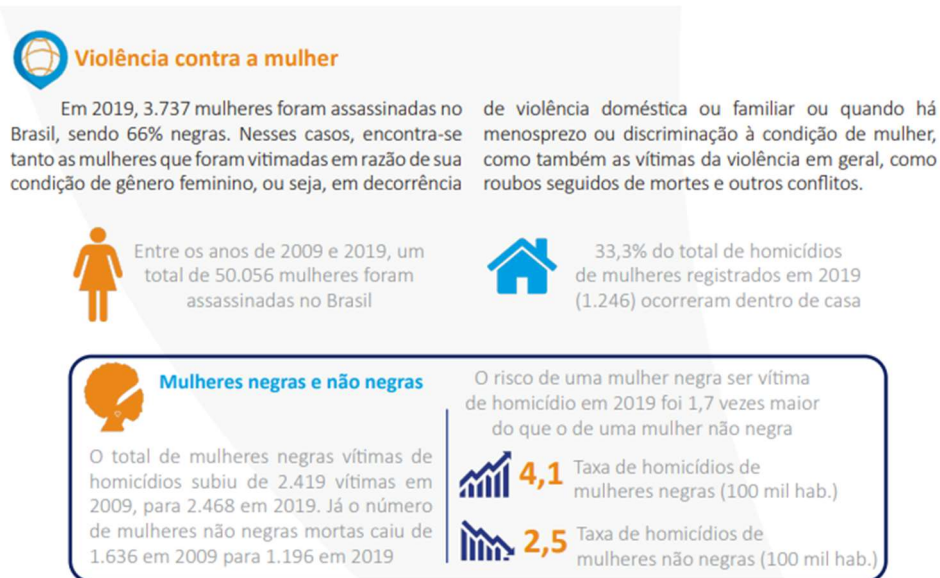 Violência contra a mulher
Em 2019, 3.737 mulheres foram assassinadas no
Brasil, sendo 66% negras. Nesses casos, encontra-se
tanto as mulheres que foram vitimadas em razão de sua
condição de gênero feminino, ou seja, em decorrência
de violência doméstica ou familiar ou quando há
menosprezo ou discriminação à condição de mulher,
como também as vítimas da violência em geral, como
roubos seguidos de mortes e outros conflitos.
Entre os anos de 2009 e 2019, um
total de 50.056 mulheres foram
assassinadas no Brasil
33,3% do total de homicídios
de mulheres registrados em 2019
(1.246) ocorreram dentro de casa
Mulheres negras e não negras
O total de mulheres negras vítimas de
homicídios subiu de 2.419 vítimas em
2009, para 2.468 em 2019. Já o número
de mulheres não negras mortas caiu de
1.636 em 2009 para 1.196 em 2019
O risco de uma mulher negra ser vítima
de homicídio em 2019 foi 1,7 vezes maior
do que o de uma mulher não negra
4,1
Taxa de homicídios de
mulheres negras (100 mil hab.)
2,5
Taxa de homicídios de
mulheres não negras (100 mil hab.)